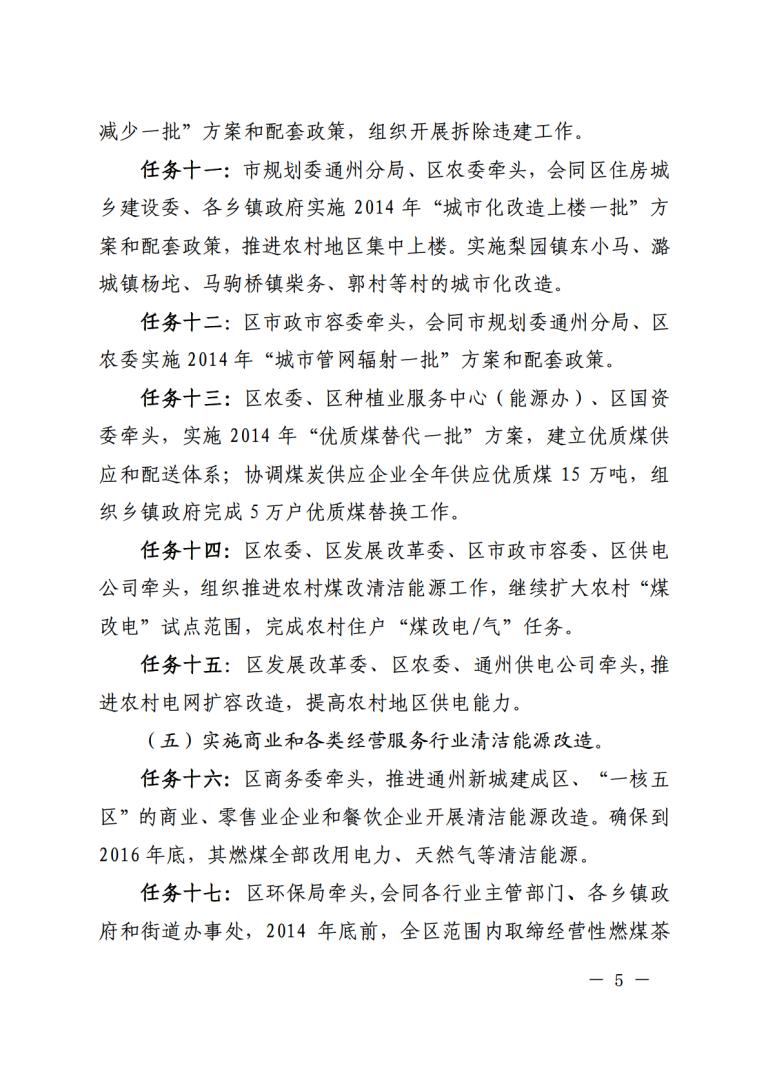 减少一批”方案和配套政策，组织开展拆除违建工作。
任务十一：市规划委通州分局、区农委牵头，会同区住房城
乡建设委、各乡镇政府实施 2014 年“城市化改造上楼一批”方
案和配套政策，推进农村地区集中上楼。实施梨园镇东小马、潞
城镇杨坨、马驹桥镇柴务、郭村等村的城市化改造。
任务十二：区市政市容委牵头，会同市规划委通州分局、区
农委实施 2014 年“城市管网辐射一批”方案和配套政策。
任务十三：区农委、区种植业服务中心（能源办）、区国资
委牵头，实施 2014 年“优质煤替代一批”方案，建立优质煤供
应和配送体系；协调煤炭供应企业全年供应优质煤 15 万吨，组
织乡镇政府完成 5 万户优质煤替换工作。
任务十四：区农委、区发展改革委、区市政市容委、区供电
公司牵头，组织推进农村煤改清洁能源工作，继续扩大农村“煤
改电”试点范围，完成农村住户“煤改电/气”任务。
任务十五：区发展改革委、区农委、通州供电公司牵头,推
进农村电网扩容改造，提高农村地区供电能力。
（五）实施商业和各类经营服务行业清洁能源改造。
任务十六：区商务委牵头，推进通州新城建成区、“一核五
区”的商业、零售业企业和餐饮企业开展清洁能源改造。确保到
2016 年底，其燃煤全部改用电力、天然气等清洁能源。
任务十七：区环保局牵头,会同各行业主管部门、各乡镇政
府和街道办事处，2014 年底前，全区范围内取缔经营性燃煤茶
— 5 —